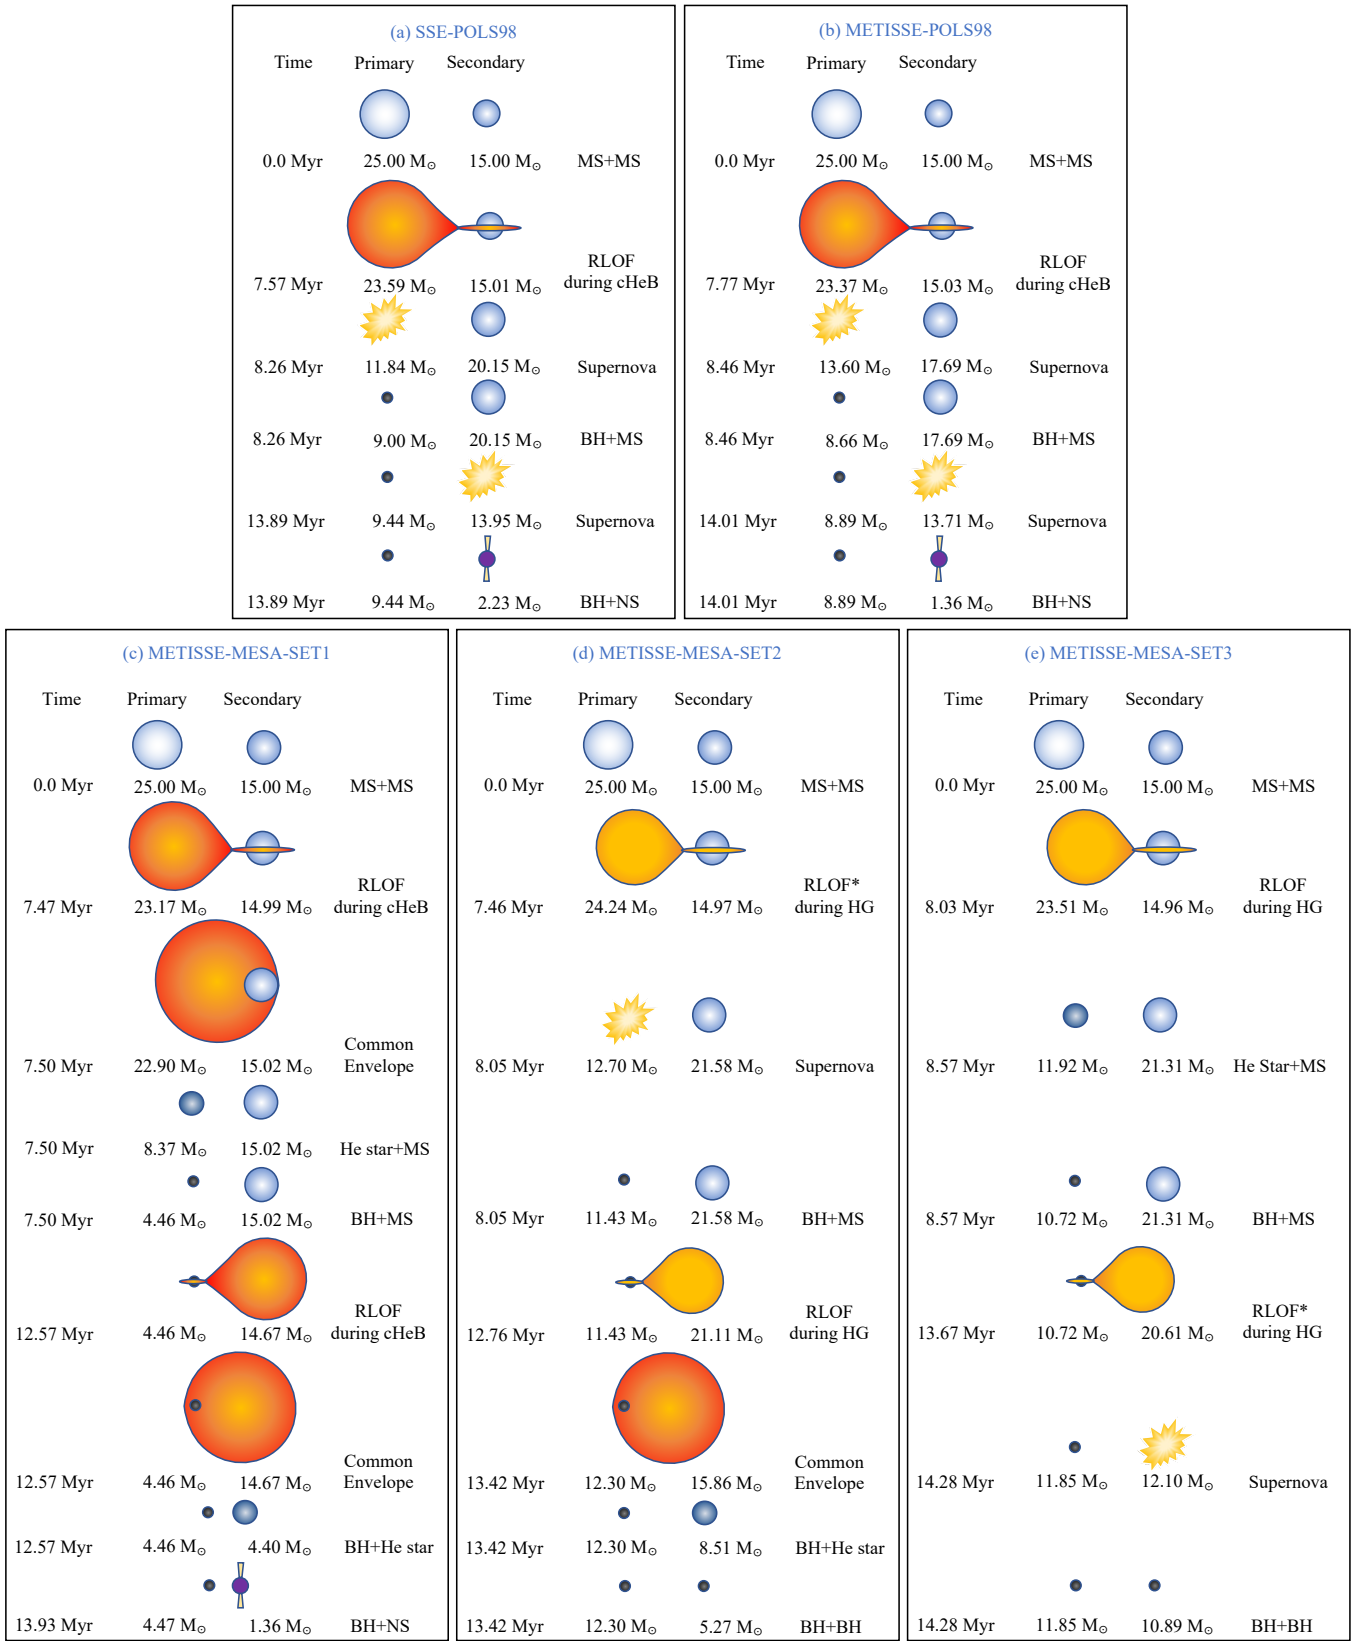 (a) SSE-POLS98
Time Primary Secondary
0.0 Myr 25.00 M⊙ 15.00 M⊙ MS+MS
RLOF
7.57 Myr 23.59 M⊙ 15.01 M⊙ during cHeB
8.26 Myr 11.84 M⊙ 20.15 M⊙ Supernova
8.26 Myr 9.00 M⊙ 20.15 M⊙ BH+MS
13.89 Myr 9.44 M⊙ 13.95 M⊙ Supernova
13.89 Myr 9.44 M⊙ 2.23 M⊙ BH+NS
(b) METISSE-POLS98
Time Primary Secondary
0.0 Myr 25.00 M⊙ 15.00 M⊙ MS+MS
RLOF
7.77 Myr 23.37 M⊙ 15.03 M⊙ during cHeB
8.46 Myr 13.60 M⊙ 17.69 M⊙ Supernova
8.46 Myr 8.66 M⊙ 17.69 M⊙ BH+MS
14.01 Myr 8.89 M⊙ 13.71 M⊙ Supernova
14.01 Myr 8.89 M⊙ 1.36 M⊙ BH+NS
(c) METISSE-MESA-SET1
Time Primary Secondary
0.0 Myr 25.00 M⊙ 15.00 M⊙ MS+MS
RLOF
7.47 Myr 23.17 M⊙ 14.99 M⊙ during cHeB
Common
7.50 Myr 22.90 M⊙ 15.02 M⊙ Envelope
7.50 Myr 8.37 M⊙ 15.02 M⊙ He star+MS
7.50 Myr 4.46 M⊙ 15.02 M⊙ BH+MS
RLOF
12.57 Myr 4.46 M⊙ 14.67 M⊙ during cHeB
Common
12.57 Myr 4.46 M⊙ 14.67 M⊙ Envelope
12.57 Myr 4.46 M⊙ 4.40 M⊙ BH+He star
13.93 Myr 4.47 M⊙ 1.36 M⊙ BH+NS
(d) METISSE-MESA-SET2
Time Primary Secondary
0.0 Myr 25.00 M⊙ 15.00 M⊙ MS+MS
RLOF*
7.46 Myr 24.24 M⊙ 14.97 M⊙ during HG
8.05 Myr 12.70 M⊙ 21.58 M⊙ Supernova
8.05 Myr 11.43 M⊙ 21.58 M⊙ BH+MS
RLOF
12.76 Myr 11.43 M⊙ 21.11 M⊙ during HG
Common
13.42 Myr 12.30 M⊙ 15.86 M⊙ Envelope
13.42 Myr 12.30 M⊙ 8.51 M⊙ BH+He star
13.42 Myr 12.30 M⊙ 5.27 M⊙ BH+BH
(e) METISSE-MESA-SET3
Time Primary Secondary
0.0 Myr 25.00 M⊙ 15.00 M⊙ MS+MS
RLOF
8.03 Myr 23.51 M⊙ 14.96 M⊙ during HG
8.57 Myr 11.92 M⊙ 21.31 M⊙ He Star+MS
8.57 Myr 10.72 M⊙ 21.31 M⊙ BH+MS
RLOF*
13.67 Myr 10.72 M⊙ 20.61 M⊙ during HG
14.28 Myr 11.85 M⊙ 12.10 M⊙ Supernova
14.28 Myr 11.85 M⊙ 10.89 M⊙ BH+BH